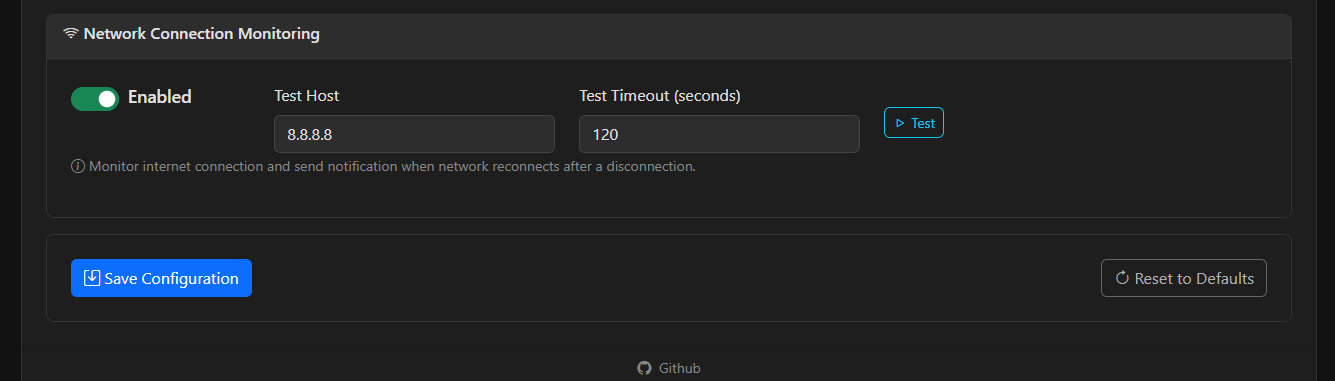 Network Connection Monitoring
Enabled
Test Host
Test Timeout (seconds)
8.8.8.8
120
Test
Monitor internet connection and send notification when network reconnects after a disconnection.
Save Configuration
Reset to Defaults
Github